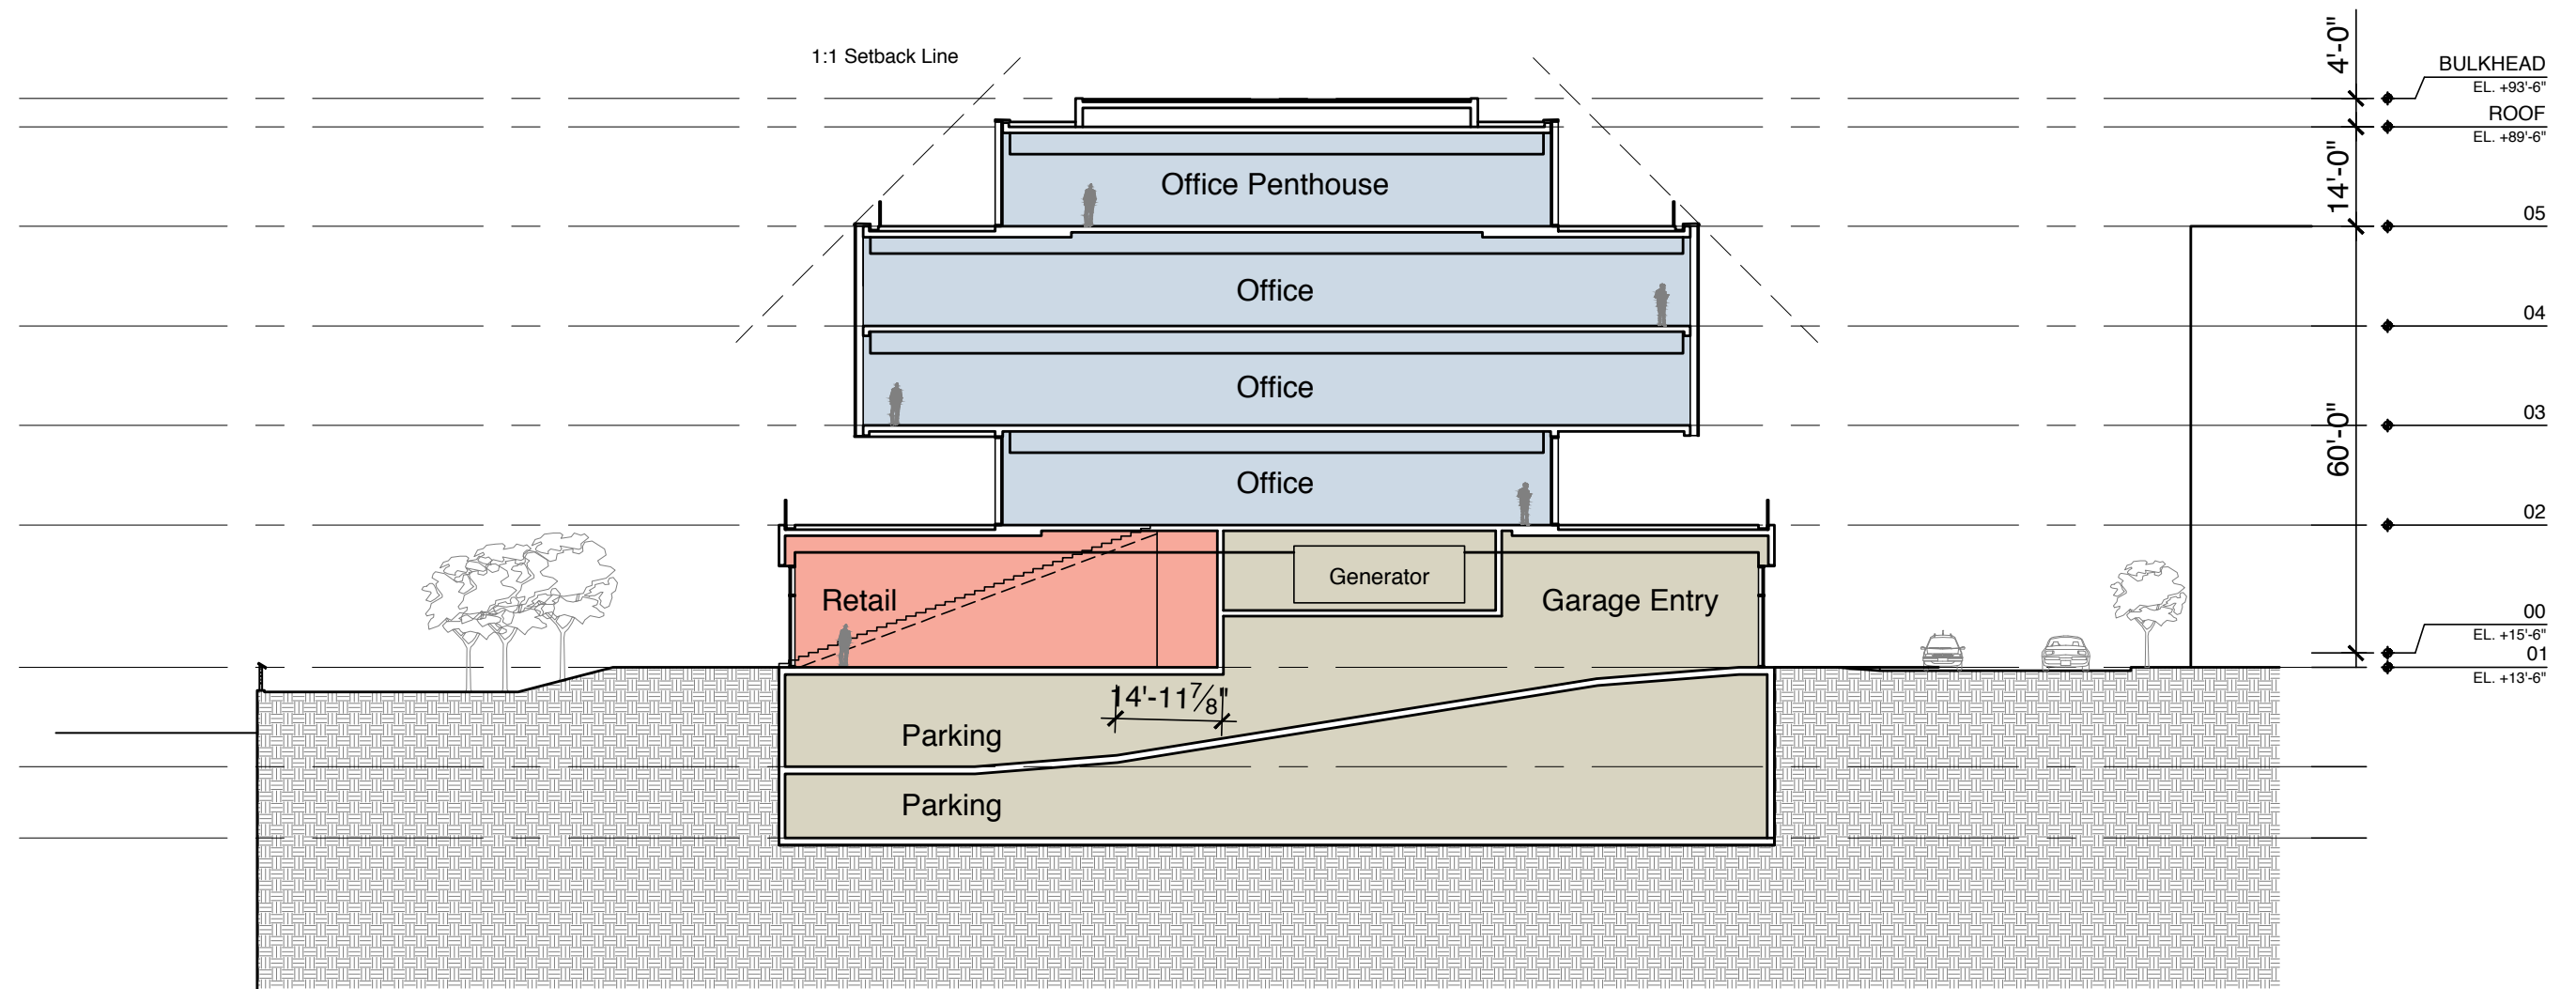 1:1 Setback Line
4'-0"
BULKHEAD
EL. +93'-6"
ROOF
EL. +89'-6"
14'-0"
Office Penthouse
05
Office
04
Office
03
60'-0"
Office
02
Generator
Retail
Garage Entry
00
EL. +15'-6"
01
EL. +13'-6"
14'-11⅞"
Parking
Parking